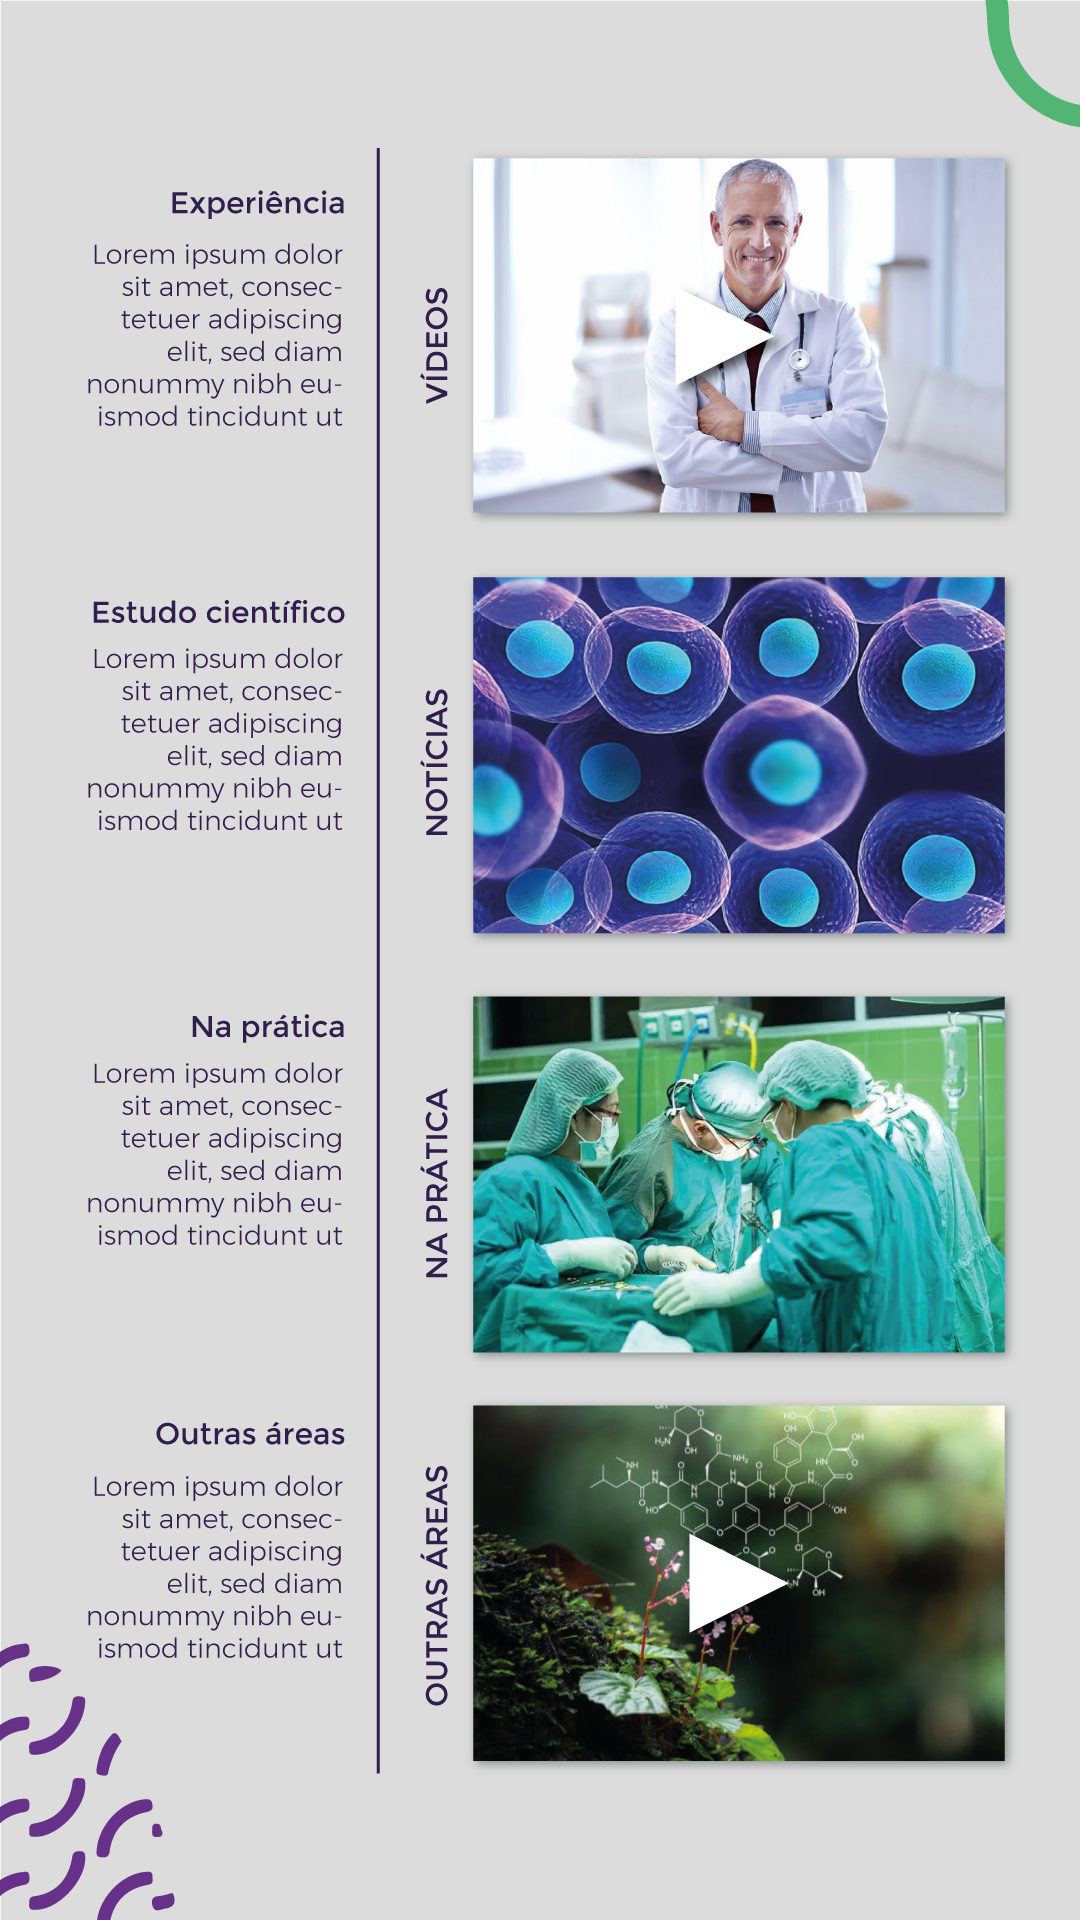 Experiência
Lorem ipsum dolor
sit amet, consec-
tetuer adipiscing
elit, sed diam
nonummy nibh eu-
ismod tincidunt ut
VÍDEOS
Estudo científico
Lorem ipsum dolor
sit amet, consec-
tetuer adipiscing
elit, sed diam
nonummy nibh eu-
ismod tincidunt ut
NOTÍCIAS
Na prática
Lorem ipsum dolor
sit amet, consec-
tetuer adipiscing
elit, sed diam
nonummy nibh eu-
ismod tincidunt ut
NA PRÁTICA
Outras áreas
Lorem ipsum dolor
sit amet, consec-
tetuer adipiscing
elit, sed diam
nonummy nibh eu-
ismod tincidunt ut
OUTRAS ÁREAS